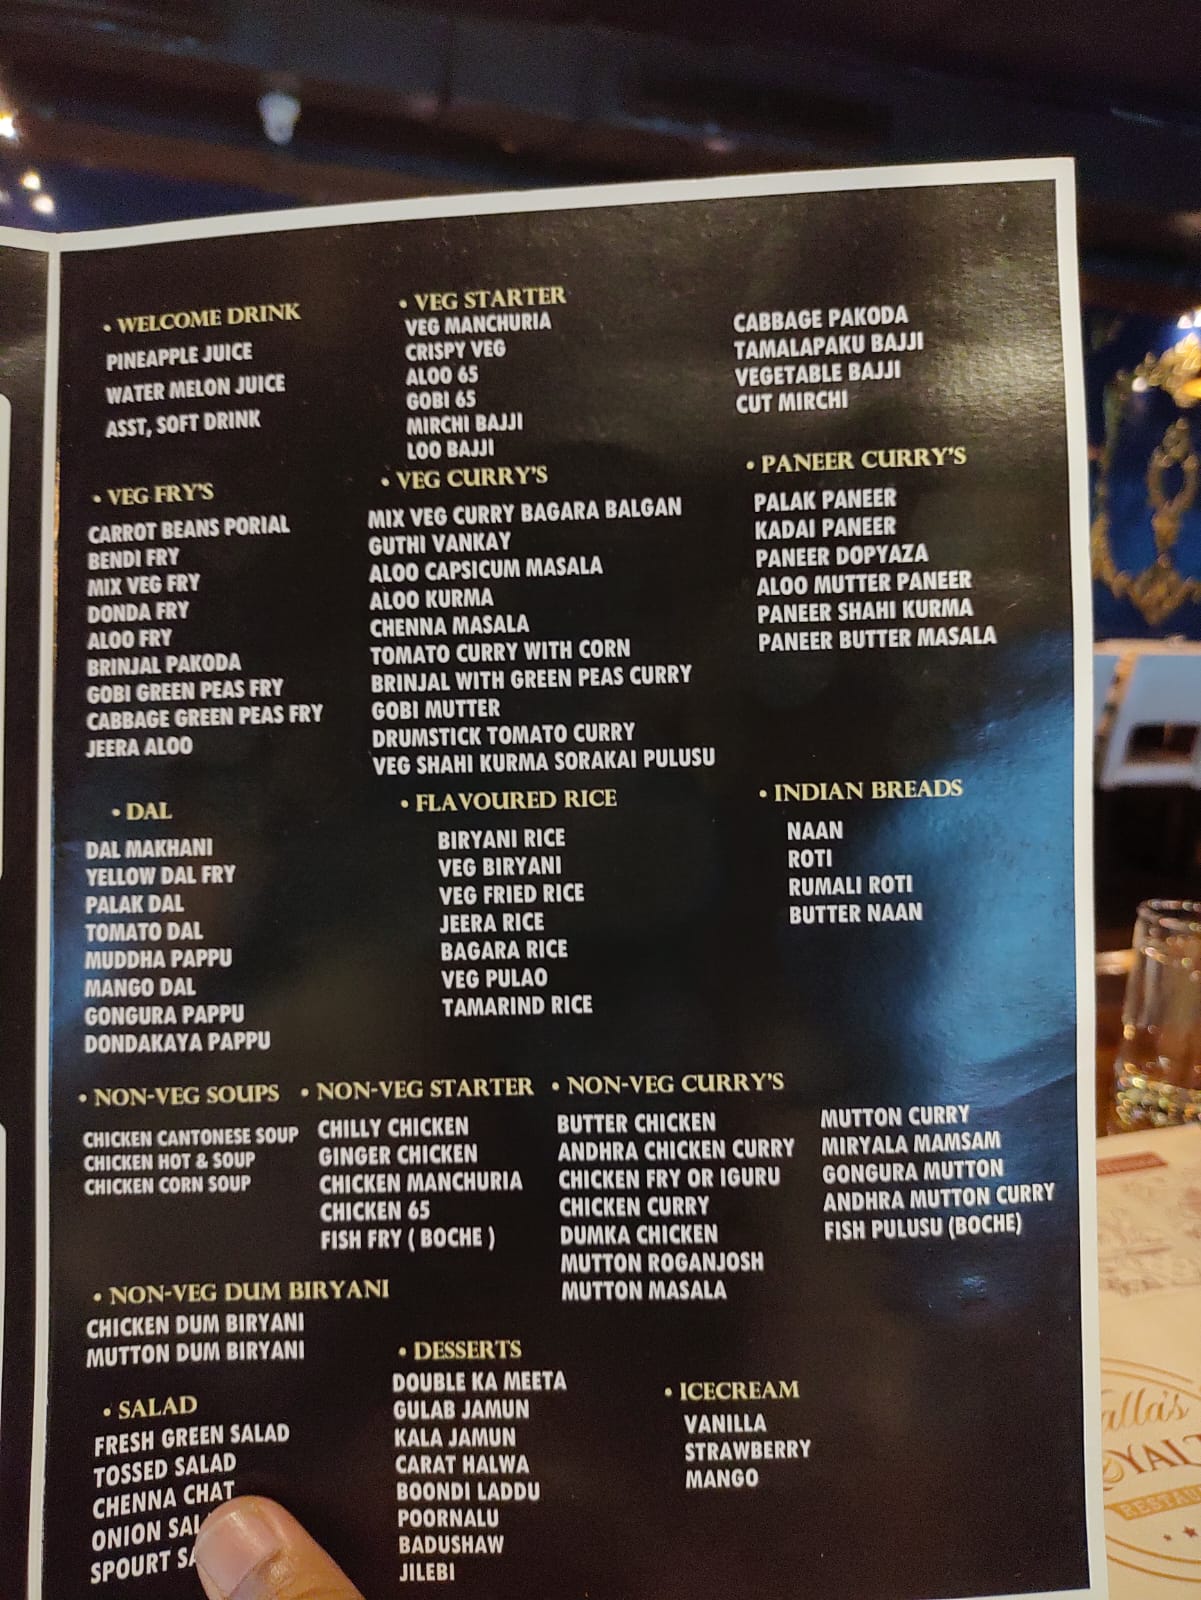 • WELCOME DRINK
PINEAPPLE JUICE
WATER MELON JUICE
ASST, SOFT DRINK
• VEG STARTER
VEG MANCHURIA
CRISPY VEG
ALOO 65
GOBI 65
MIRCHI BAJJI
LOO BAJJI
CABBAGE PAKODA
TAMALAPAKU BAJJI
VEGETABLE BAJJI
CUT MIRCHI
• VEG FRY'S
CARROT BEANS PORIAL
BENDI FRY
MIX VEG FRY
DONDA FRY
ALOO FRY
BRINJAL PAKODA
GOBI GREEN PEAS FRY
CABBAGE GREEN PEAS FRY
JEERA ALOO
• VEG CURRY'S
MIX VEG CURRY BAGARA BALGAN
GUTHI VANKAY
ALOO CAPSICUM MASALA
ALOO KURMA
CHENNA MASALA
TOMATO CURRY WITH CORN
BRINJAL WITH GREEN PEAS CURRY
GOBI MUTTER
DRUMSTICK TOMATO CURRY
VEG SHAHI KURMA SORAKAI PULUSU
• PANEER CURRY'S
PALAK PANEER
KADAI PANEER
PANEER DOPYAZA
ALOO MUTTER PANEER
PANEER SHAHI KURMA
PANEER BUTTER MASALA
• DAL
DAL MAKHANI
YELLOW DAL FRY
PALAK DAL
TOMATO DAL
MUDDHA PAPPU
MANGO DAL
GONGURA PAPPU
DONDAKAYA PAPPU
• FLAVOURED RICE
BIRYANI RICE
VEG BIRYANI
VEG FRIED RICE
JEERA RICE
BAGARA RICE
VEG PULAO
TAMARIND RICE
• INDIAN BREADS
NAAN
ROTI
RUMALI ROTI
BUTTER NAAN
• NON-VEG SOUPS
CHICKEN CANTONESE SOUP
CHICKEN HOT & SOUP
CHICKEN CORN SOUP
• NON-VEG STARTER
CHILLY CHICKEN
GINGER CHICKEN
CHICKEN MANCHURIA
CHICKEN 65
FISH FRY ( BOCHE )
• NON-VEG CURRY'S
BUTTER CHICKEN
ANDHRA CHICKEN CURRY
CHICKEN FRY OR IGURU
CHICKEN CURRY
DUMKA CHICKEN
MUTTON ROGANJOSH
MUTTON MASALA
MUTTON CURRY
MIRYALA MAMSAM
GONGURA MUTTON
ANDHRA MUTTON CURRY
FISH PULUSU (BOCHE)
• NON-VEG DUM BIRYANI
CHICKEN DUM BIRYANI
MUTTON DUM BIRYANI
• SALAD
FRESH GREEN SALAD
TOSSED SALAD
CHENNA CHAT
ONION
SPOURT
• DESSERTS
DOUBLE KA MEETA
GULAB JAMUN
KALA JAMUN
CARAT HALWA
BOONDI LADDU
POORNALU
BADUSHAW
JILEBI
• ICECREAM
VANILLA
STRAWBERRY
MANGO